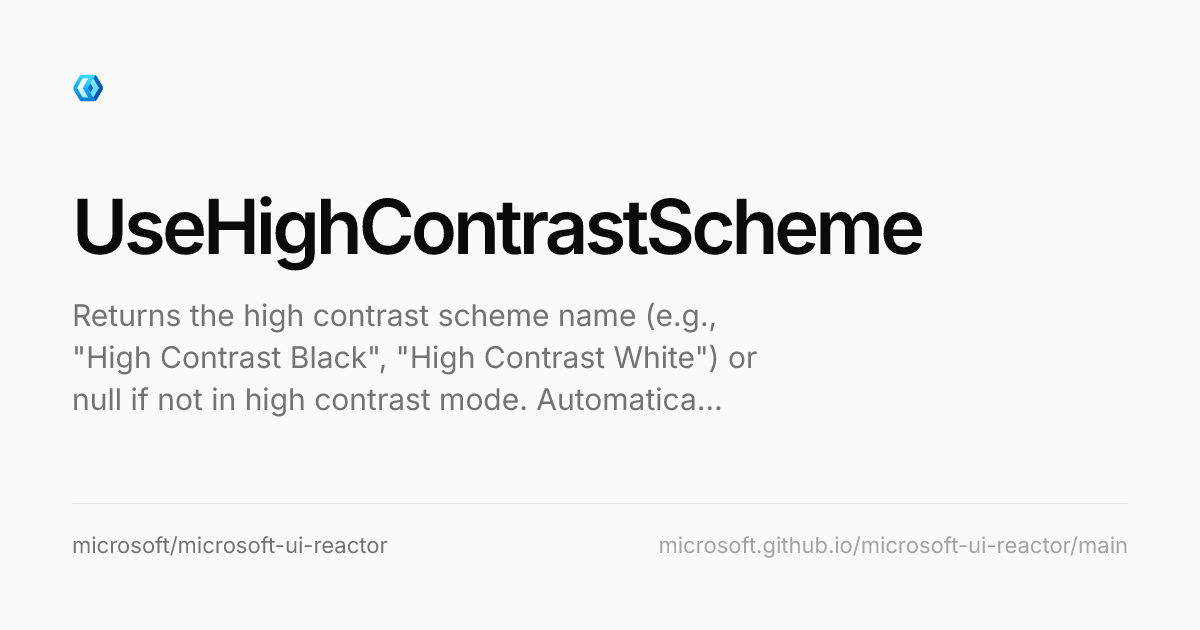 UseHighContrastScheme
Returns the high contrast scheme name (e.g.,
"High Contrast Black", "High Contrast White") or
null if not in high contrast mode. Automatica...
microsoft/microsoft-ui-reactor
microsoft.github.io/microsoft-ui-reactor/main